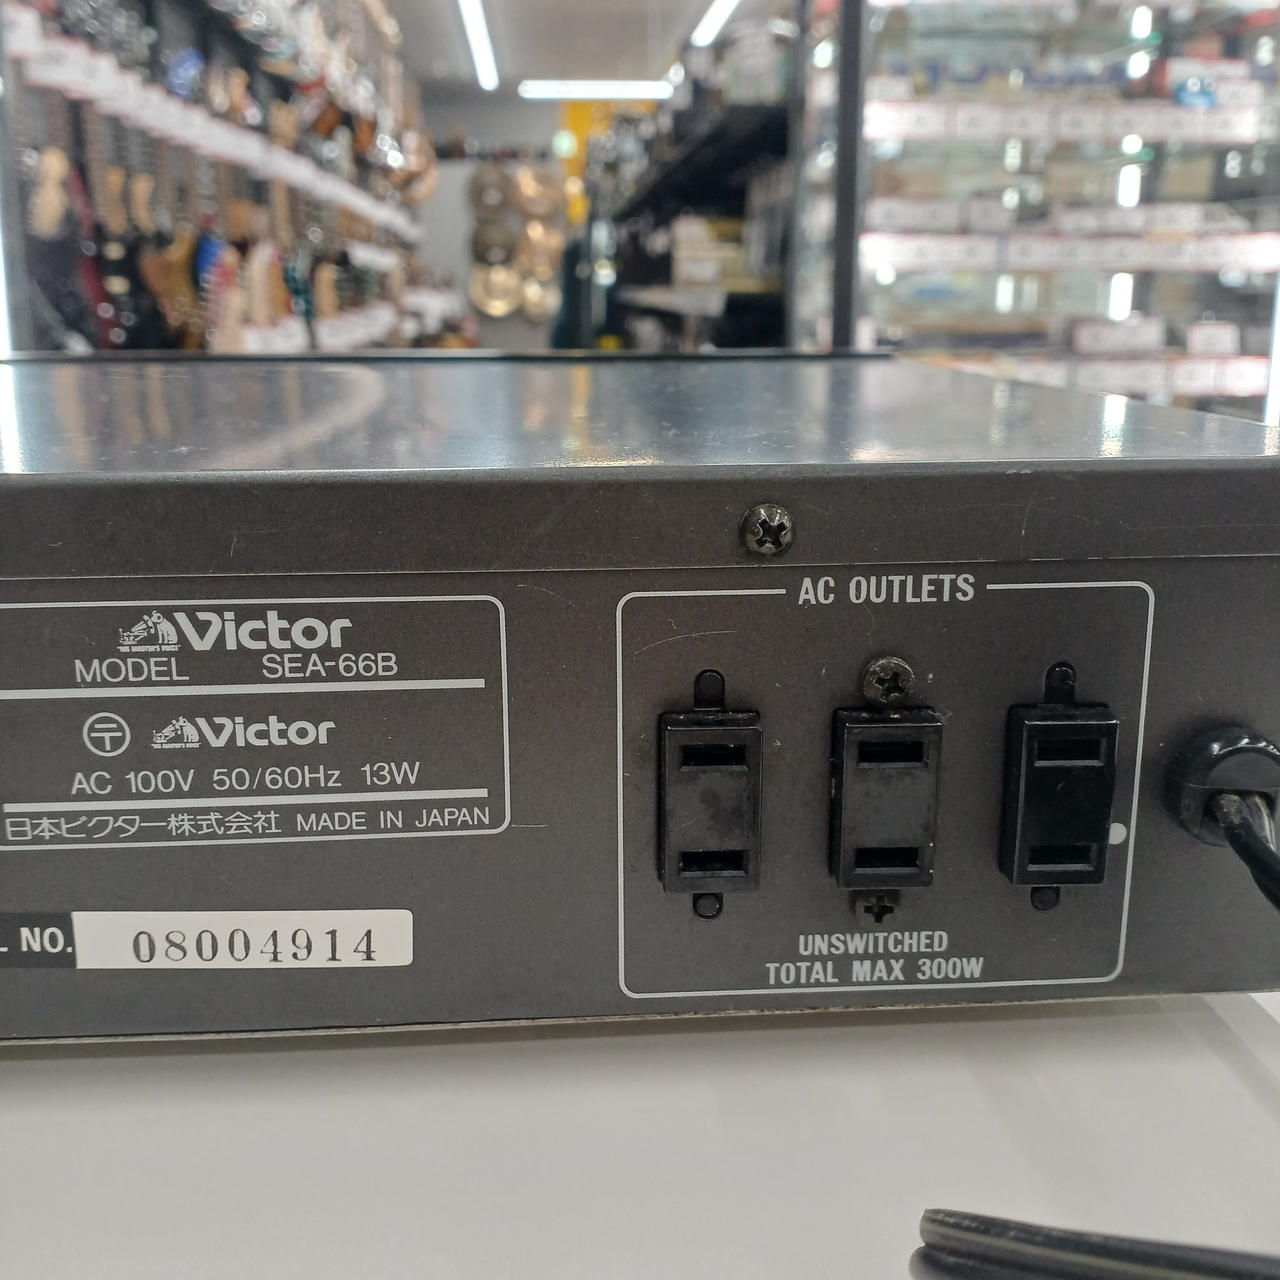 Victor
"HIS MASTER'S VOICE"
MODEL SEA-66B
Victor
"HIS MASTER'S VOICE"
AC 100V 50/60Hz 13W
日本ビクター株式会社 MADE IN JAPAN
L NO. 08004914
AC OUTLETS
UNSWITCHED
TOTAL MAX 300W